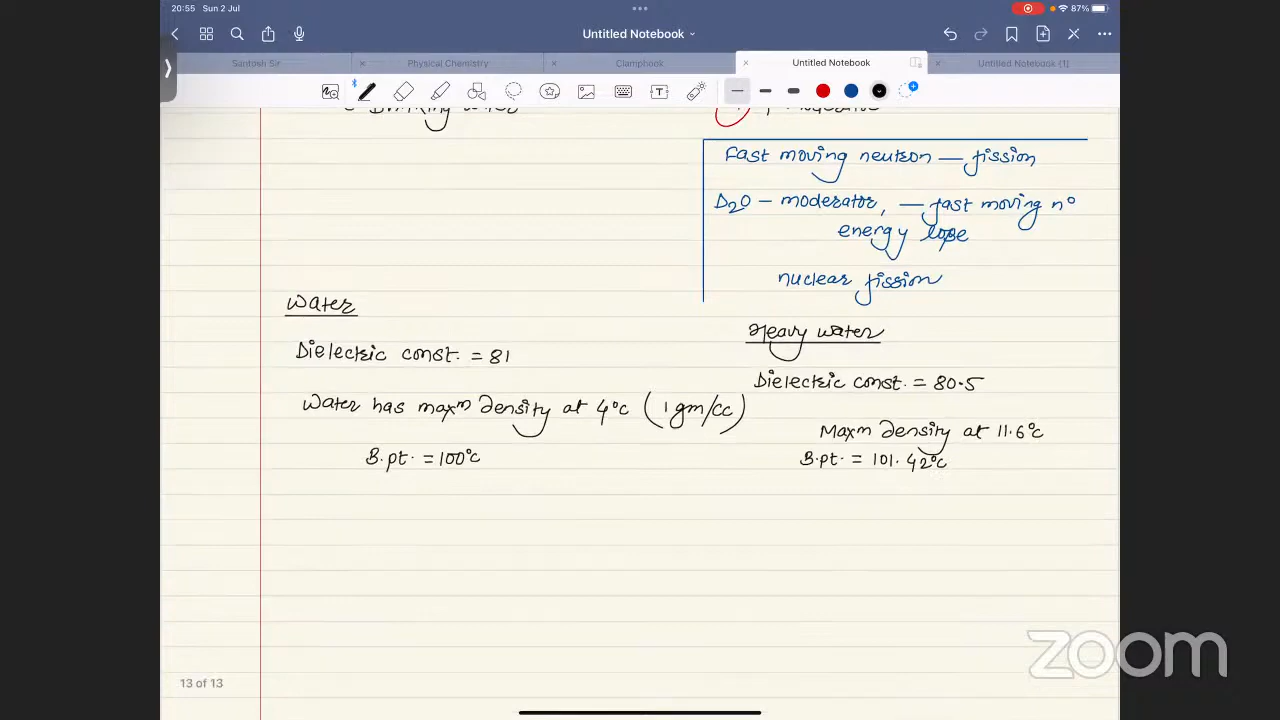 20:55 Sun 2 Jul
87%
Untitled Notebook
Santosh Sir
Physical Chemistry
Clamphook
Untitled Notebook
Untitled Notebook (1)
Fast moving neutron — fission
D2O - moderator, — fast moving n°
energy
nuclear fission
Water
Heavy water
Dielectric const. = 81
Dielectric const. = 80.5
Water has maxm density at 4°c (1 gm/cc)
Maxm density at 11.6°c
B.pt. = 100°c
B.pt. = 101.42°c
zoom
13 of 13